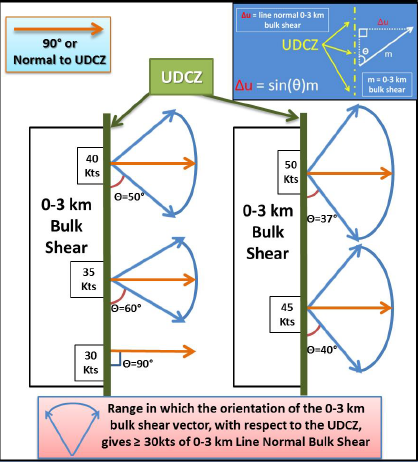 90° or
Normal to UDCZ
UDCZ
Δu = line normal 0-3 km
bulk shear
UDCZ
Δu
Θ
m
Δu = sin(θ)m
m = 0-3 km
bulk shear
40
Kts
Θ=50°
0-3 km
Bulk
Shear
35
Kts
Θ=60°
30
Kts
Θ=90°
50
Kts
Θ=37°
0-3 km
Bulk
Shear
45
Kts
Θ=40°
Range in which the orientation of the 0-3 km
bulk shear vector, with respect to the UDCZ,
gives ≥ 30kts of 0-3 km Line Normal Bulk Shear